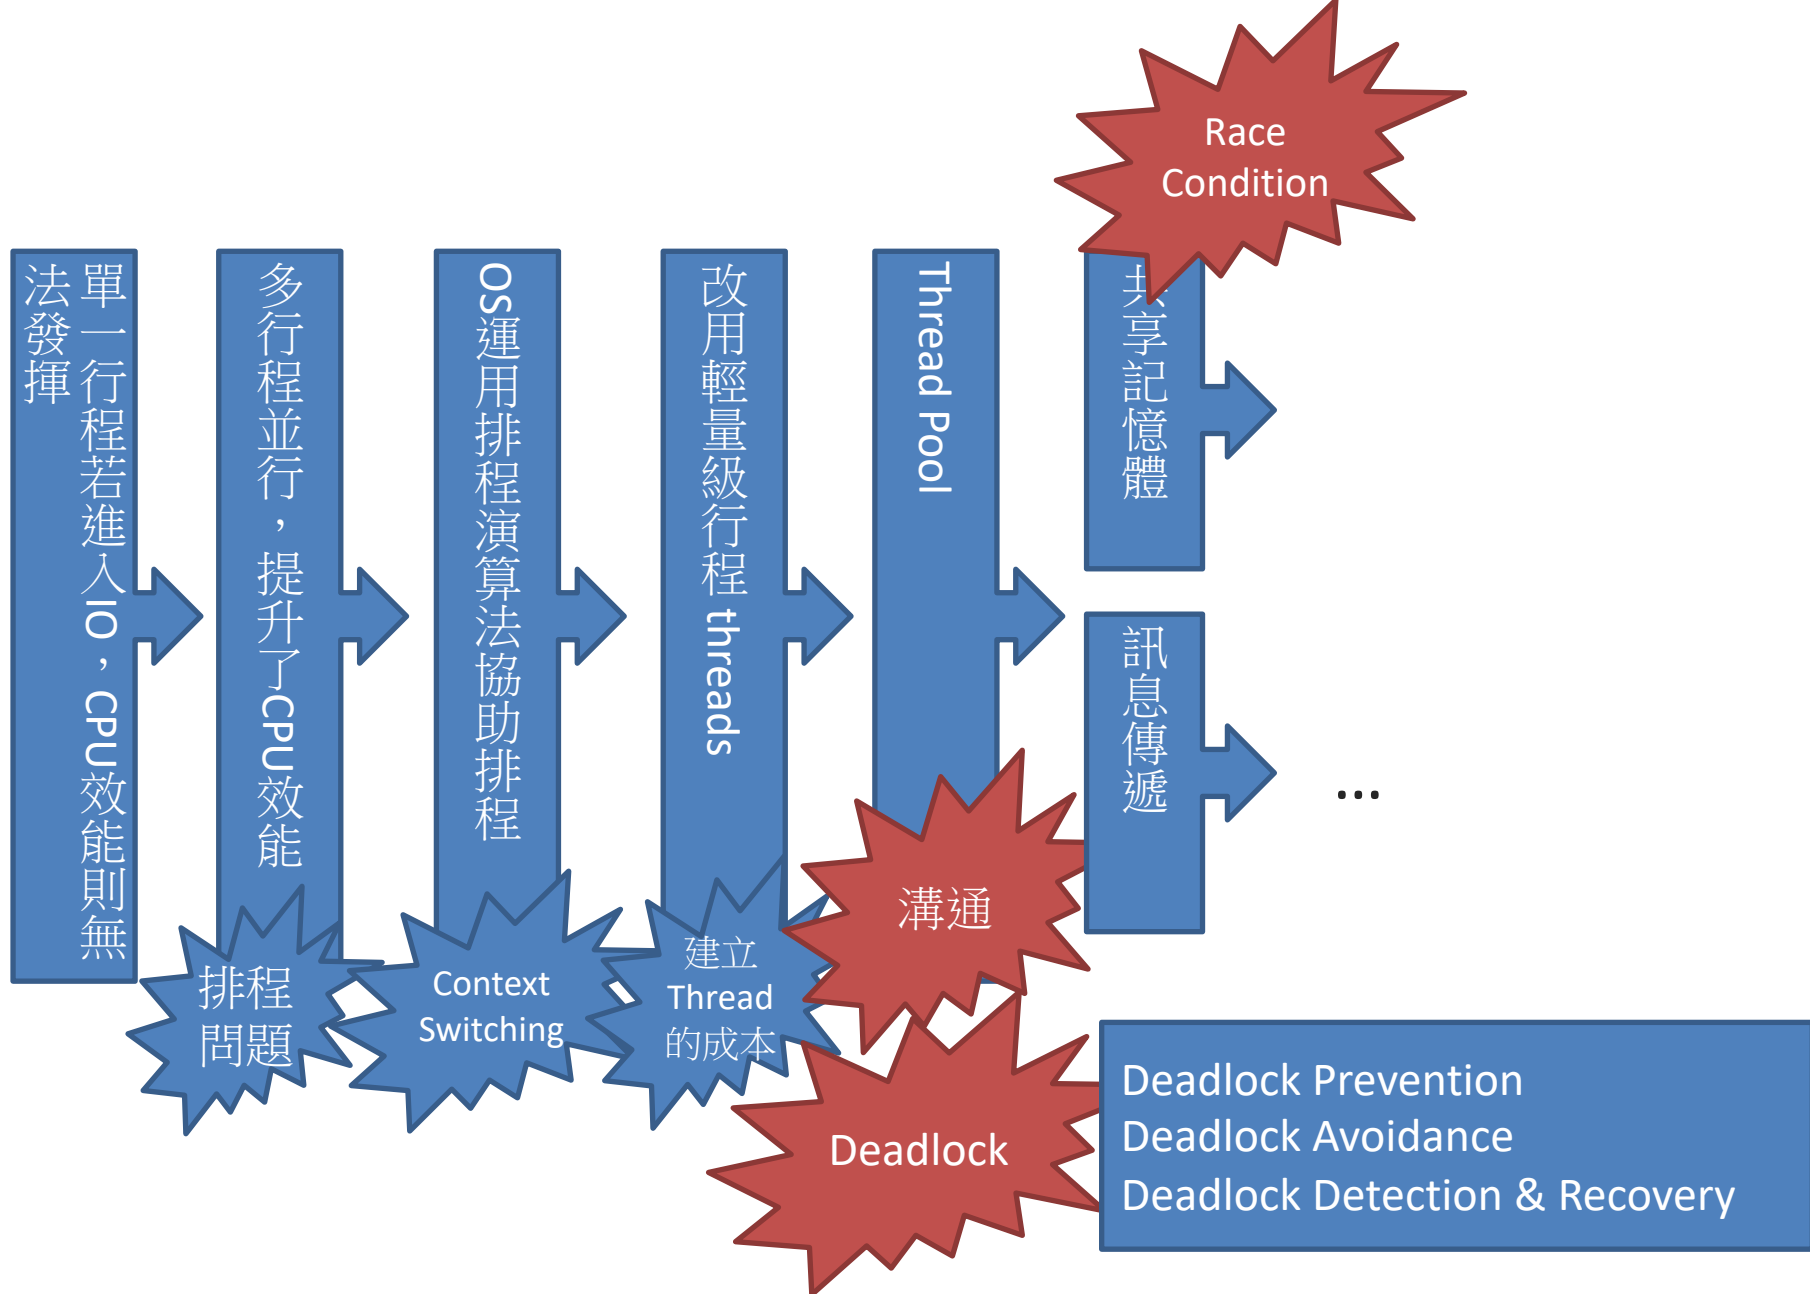 單一行程若進入IO，CPU效能則無
法發揮
多行程並行，提升了CPU效能
OS運用排程演算法協助排程
改用輕量級行程 threads
Thread Pool
共享記憶體
訊息傳遞
...
Race
Condition
排程
問題
Context
Switching
建立
Thread
的成本
溝通
Deadlock
Deadlock Prevention
Deadlock Avoidance
Deadlock Detection & Recovery